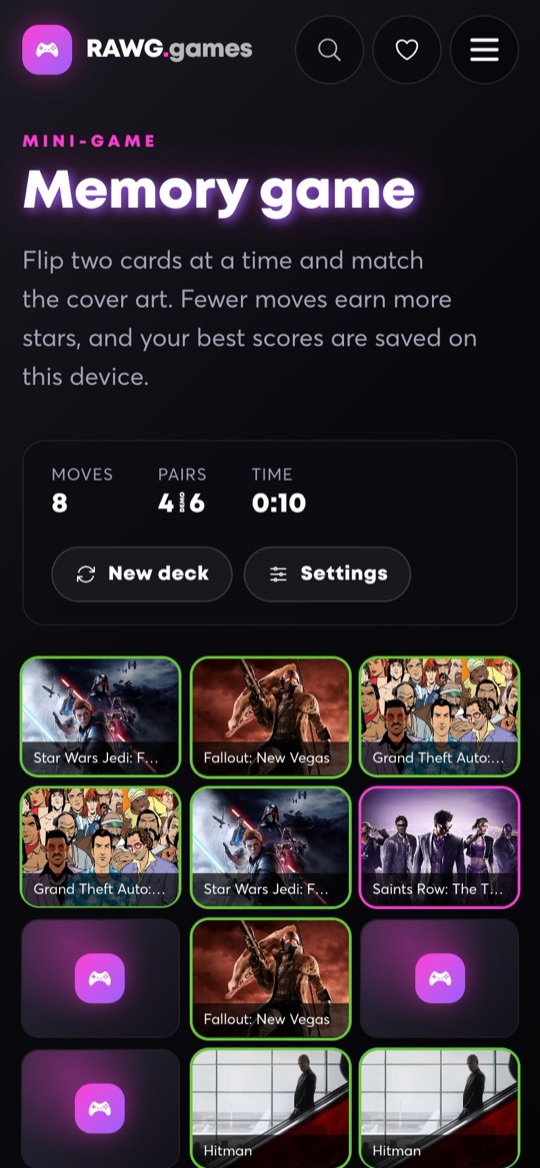 RAWG.games
MINI-GAME
Memory game
Flip two cards at a time and match
the cover art. Fewer moves earn more
stars, and your best scores are saved on
this device.
MOVES PAIRS TIME
8 4 DEMO 6 0:10
New deck Settings
Star Wars Jedi: F... Fallout: New Vegas Grand Theft Auto:...
Grand Theft Auto:... Star Wars Jedi: F... Saints Row: The T...
Fallout: New Vegas
Hitman Hitman